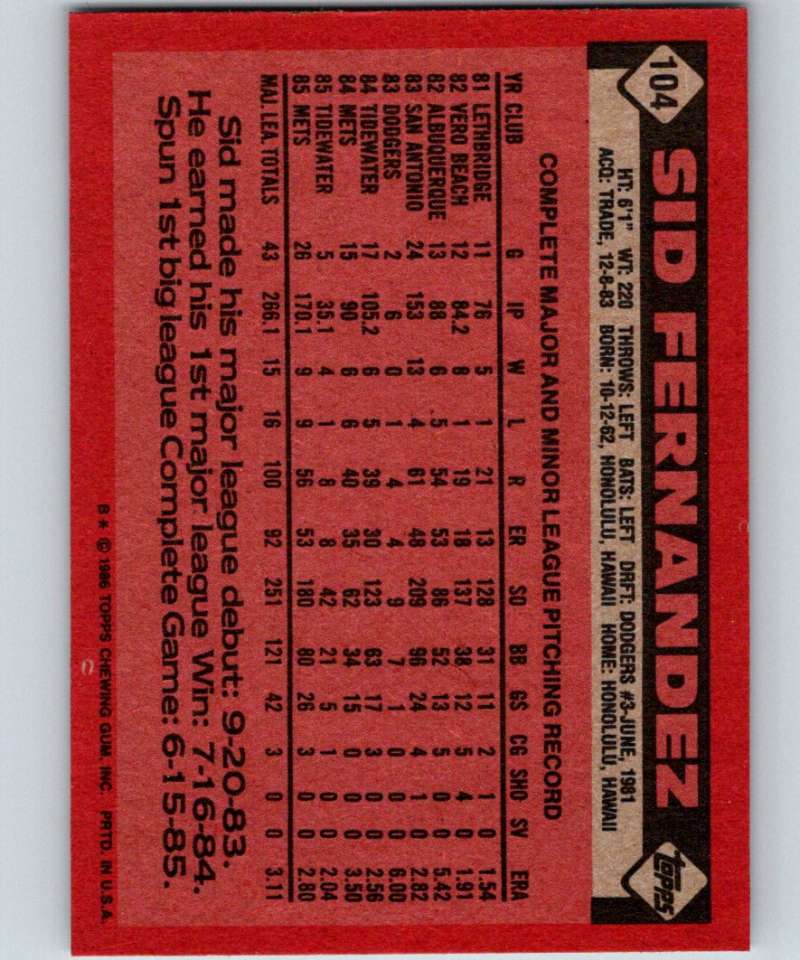 104
SID FERNANDEZ
topps
HT: 6'1" WT: 220 THROWS: LEFT BATS: LEFT DRFT: DODGERS #3-JUNE, 1981
ACQ: TRADE, 12-8-83 BORN: 10-12-62, HONOLULU, HAWAII HOME: HONOLULU, HAWAII
COMPLETE MAJOR AND MINOR LEAGUE PITCHING RECORD
YR CLUB G IP W L R ER SO BB GS CG SHO SV ERA
81 LETHBRIDGE 11 76 5 1 21 13 128 31 11 2 1 0 1.54
82 VERO BEACH 12 84.2 8 1 19 18 137 38 12 5 4 0 1.91
82 ALBUQUERQUE 13 88 6 5 54 53 86 52 13 5 0 0 5.42
83 SAN ANTONIO 24 153 13 4 61 48 209 96 24 4 1 0 2.82
83 DODGERS 2 6 0 1 4 4 9 7 1 0 0 0 6.00
84 TIDEWATER 17 105.2 6 5 39 30 123 63 17 3 0 0 2.56
84 METS 15 90 6 6 40 35 62 34 15 0 0 0 3.50
85 TIDEWATER 5 35.1 4 1 8 8 42 21 5 1 0 0 2.04
85 METS 26 170.1 9 9 56 53 180 80 26 3 0 0 2.80
MAJ. LEA. TOTALS 43 266.1 15 16 100 92 251 121 42 3 0 0 3.11
Sid made his major league debut: 9-20-83.
He earned his 1st major league Win: 7-16-84.
Spun 1st big league Complete Game: 6-15-85.
B* © 1986 TOPPS CHEWING GUM, INC. PRTD. IN U.S.A.